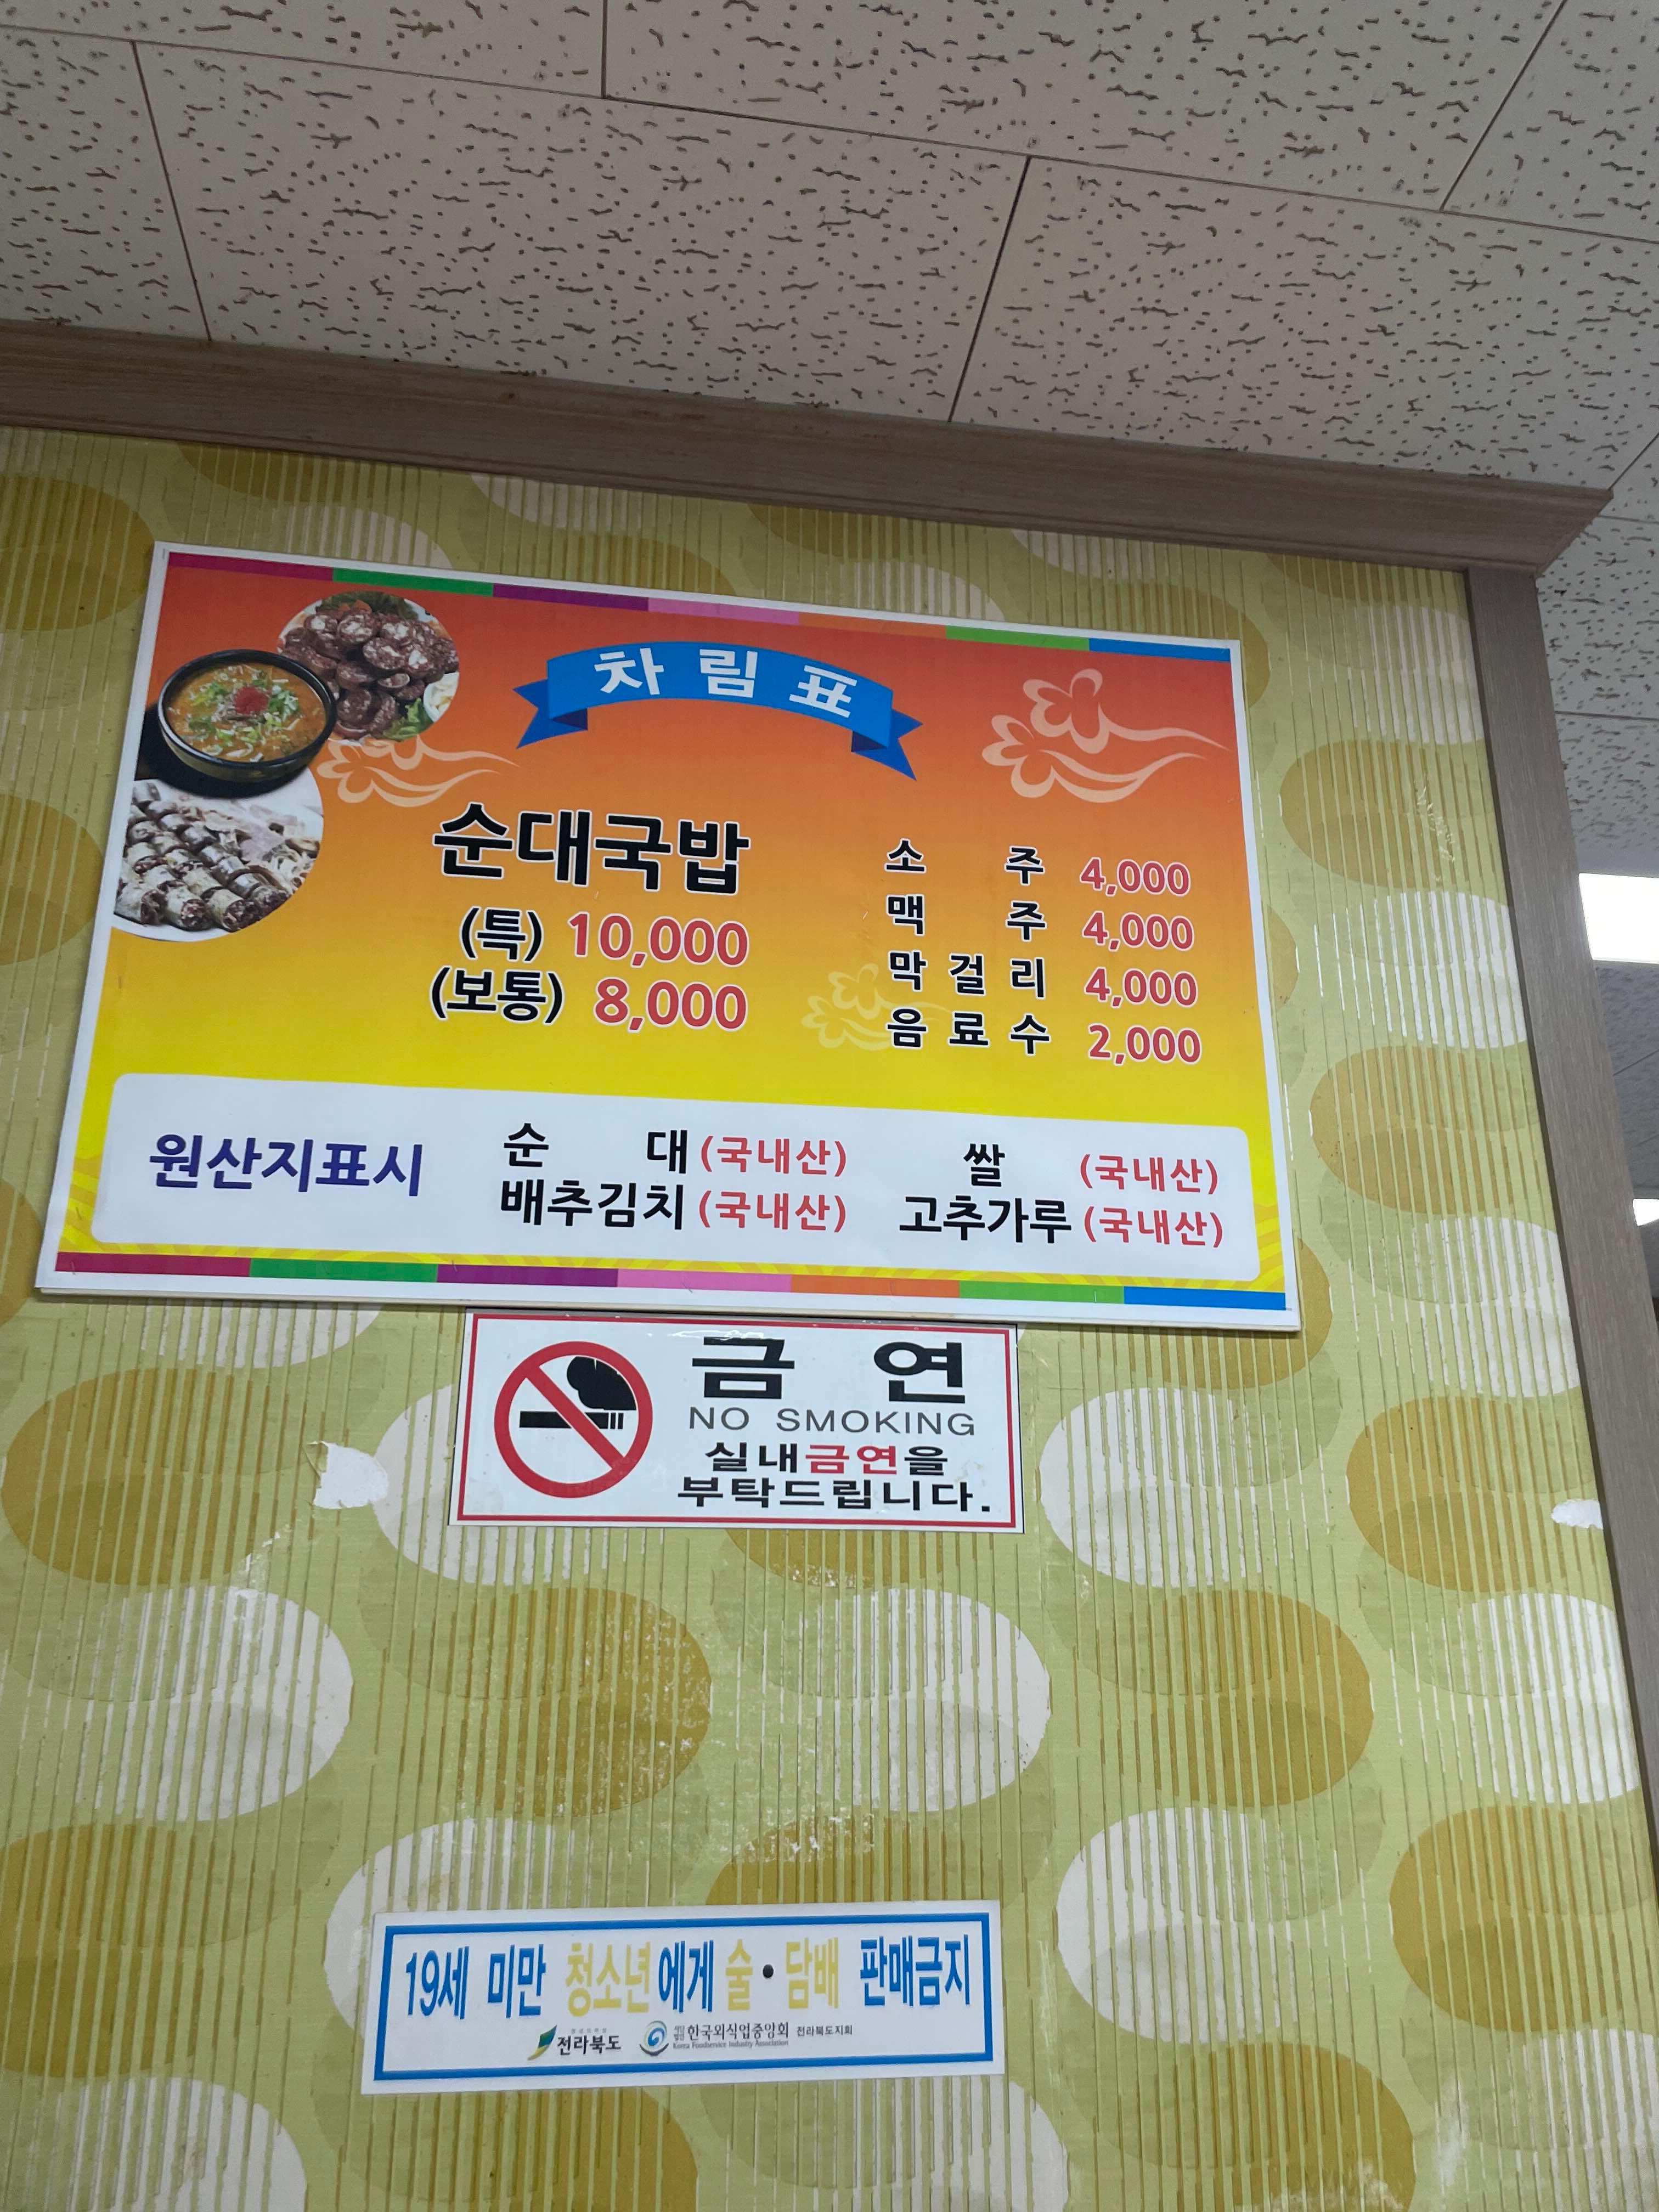 차림표
순대국밥
(특) 10,000
(보통) 8,000
소 주 4,000
맥 주 4,000
막걸리 4,000
음료수 2,000
원산지표시
순 대 (국내산) 쌀 (국내산)
배추김치 (국내산) 고추가루 (국내산)
금 연
NO SMOKING
실내금연을
부탁드립니다.
19세 미만 청소년에게 술·담배 판매금지
전라북도 한국외식업중앙회 전라북도지회
Korea Foodservice Industry Association